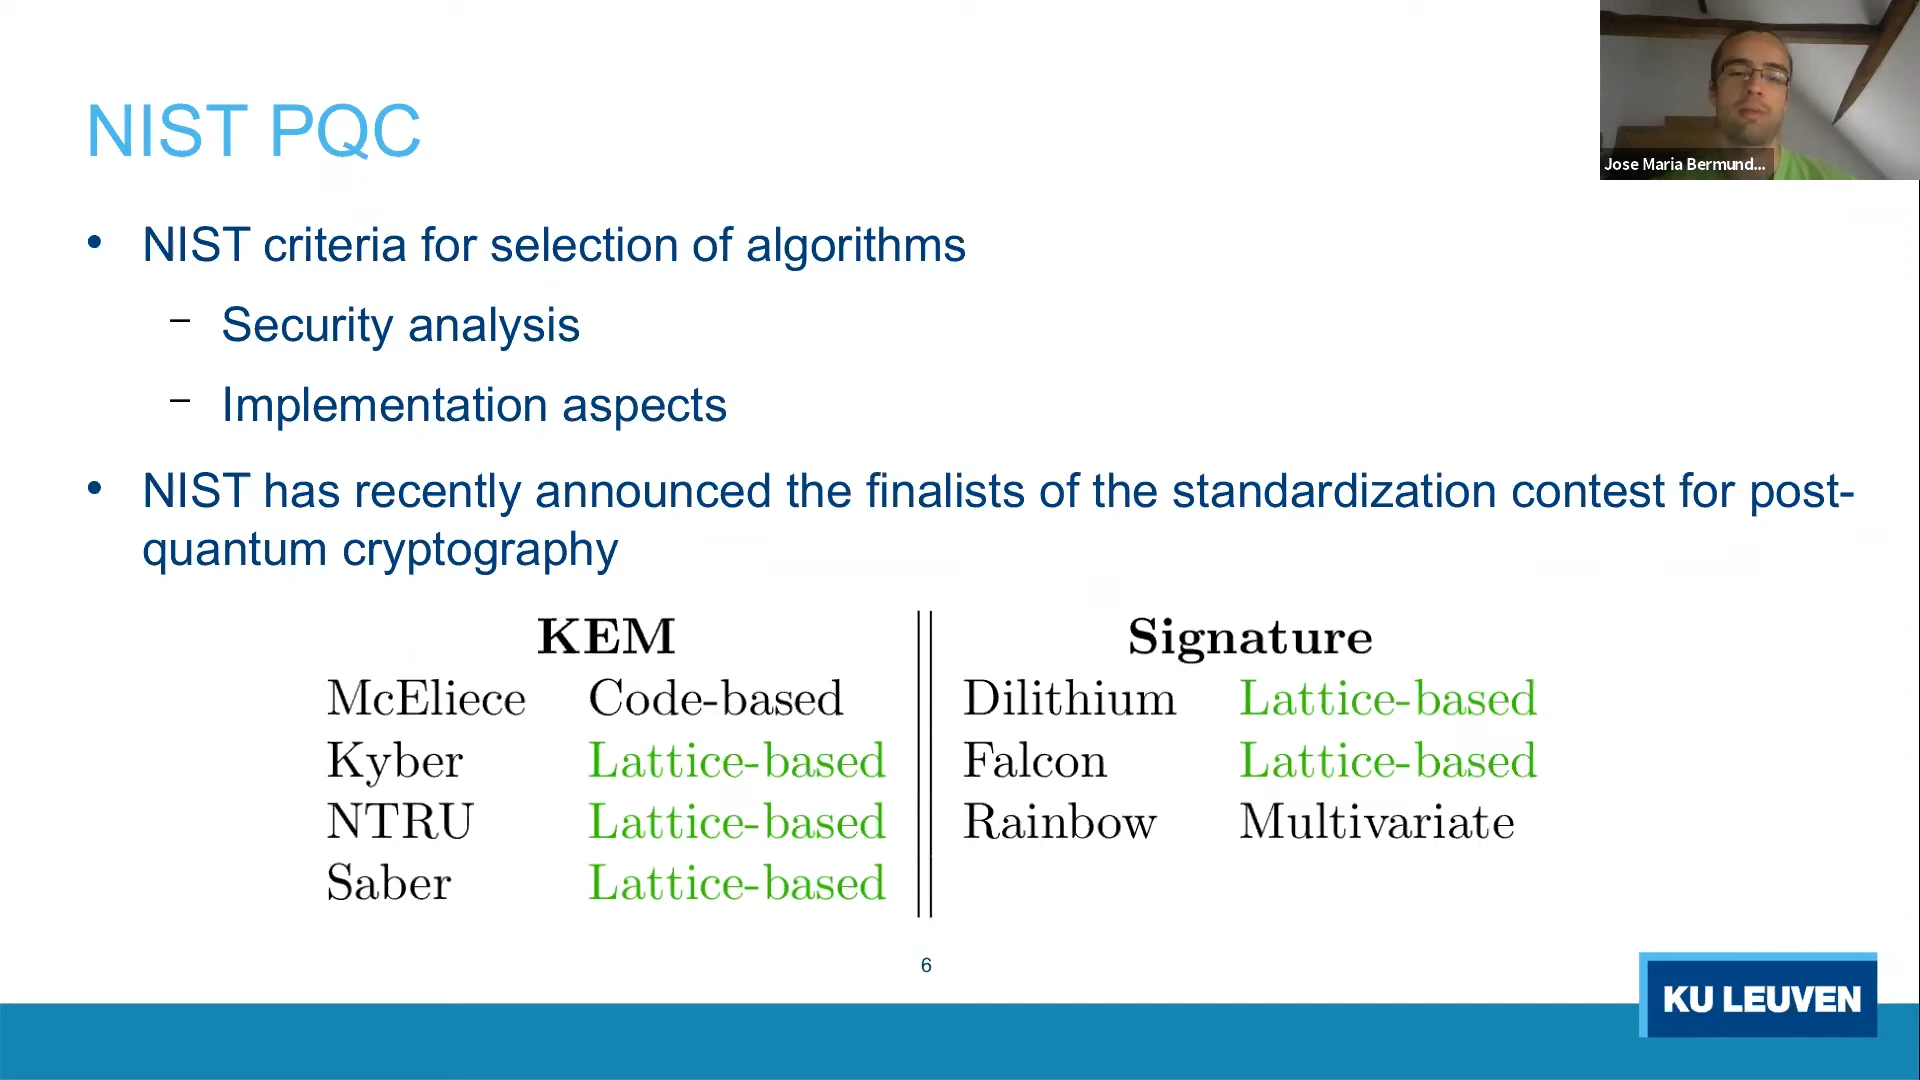 NIST PQC
Jose Maria Bermund...
• NIST criteria for selection of algorithms
– Security analysis
– Implementation aspects
• NIST has recently announced the finalists of the standardization contest for post-
quantum cryptography
KEM Signature
McEliece Code-based Dilithium Lattice-based
Kyber Lattice-based Falcon Lattice-based
NTRU Lattice-based Rainbow Multivariate
Saber Lattice-based
6
KU LEUVEN